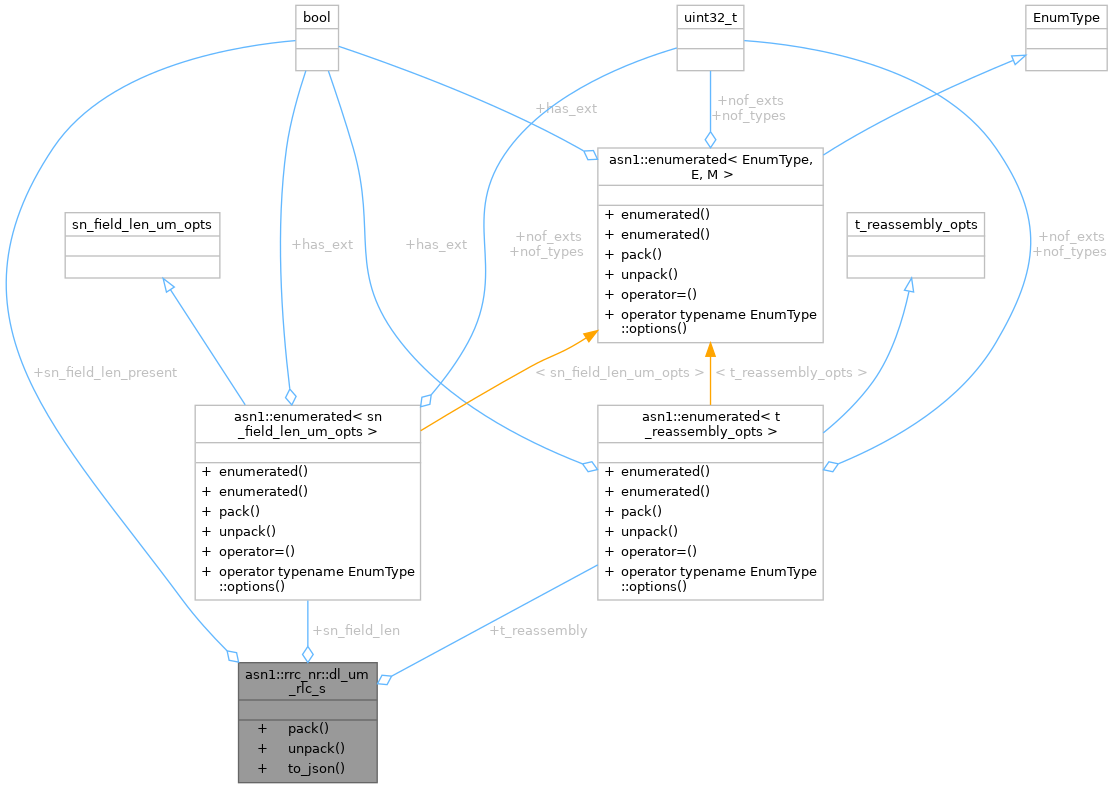 bool
uint32_t
EnumType
+has_ext
+nof_exts
+nof_types
asn1::enumerated< EnumType,
E, M >
+ enumerated()
+ enumerated()
+ pack()
+ unpack()
+ operator=()
+ operator typename EnumType
::options()
sn_field_len_um_opts
t_reassembly_opts
+has_ext
+has_ext
+nof_exts
+nof_types
+nof_exts
+nof_types
+sn_field_len_present
< sn_field_len_um_opts >
< t_reassembly_opts >
asn1::enumerated< sn
_field_len_um_opts >
+ enumerated()
+ enumerated()
+ pack()
+ unpack()
+ operator=()
+ operator typename EnumType
::options()
asn1::enumerated< t
_reassembly_opts >
+ enumerated()
+ enumerated()
+ pack()
+ unpack()
+ operator=()
+ operator typename EnumType
::options()
+sn_field_len
+t_reassembly
asn1::rrc_nr::dl_um
_rlc_s
+ pack()
+ unpack()
+ to_json()